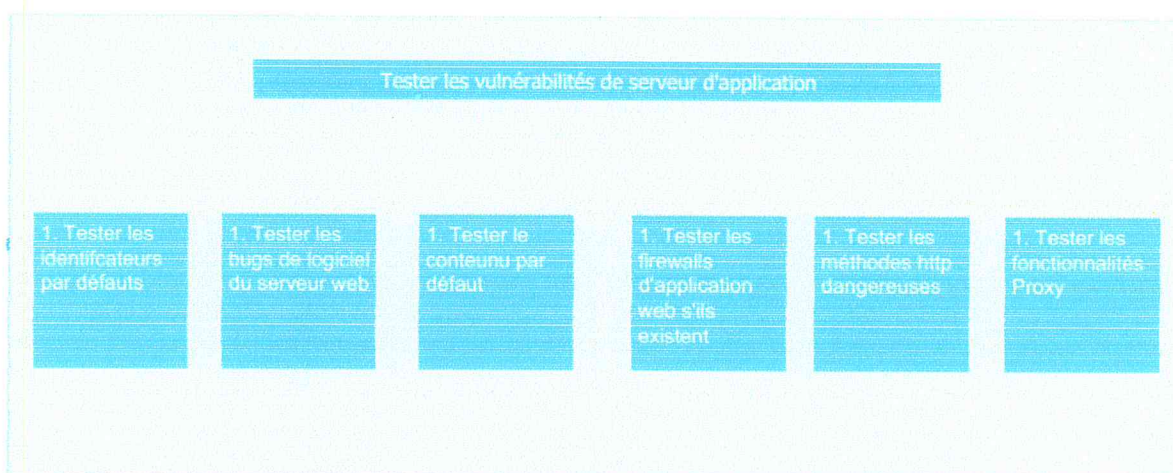 Tester les vulnérabilités de serveur d'application
1. Tester les
identifcateurs
par défauts
1. Tester les
bugs de logiciel
du serveur web
1. Tester le
conteunu par
défaut
1. Tester les
firewalls
d'application
web s'ils
existent
1. Tester les
méthodes http
dangereuses
1. Tester les
fonctionnalités
Proxy